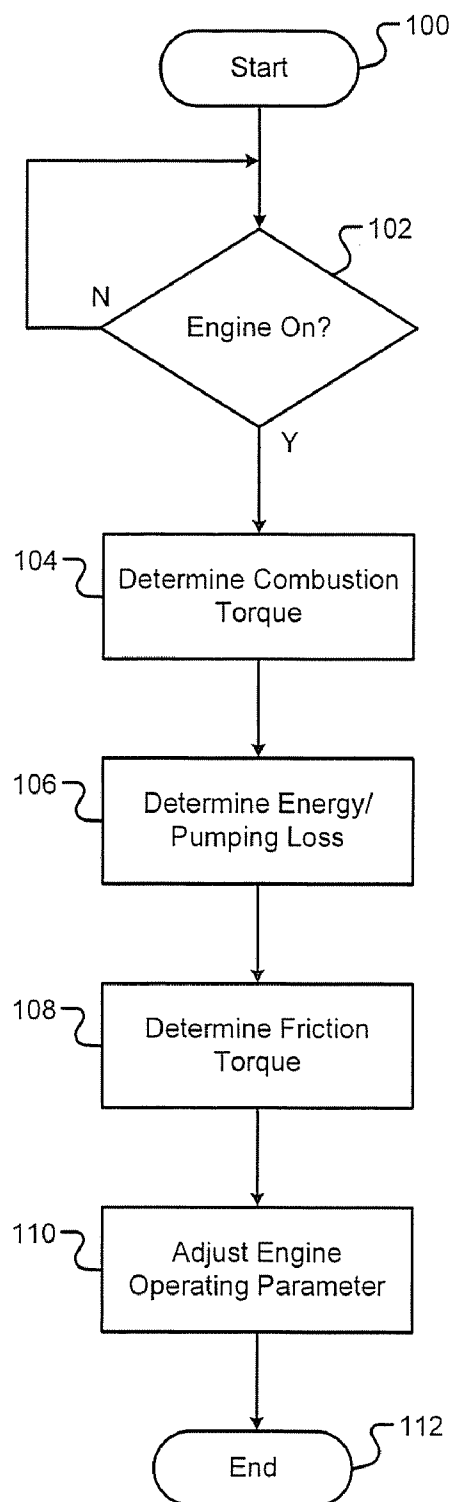 100
Start
102
N
Engine On?
Y
104
Determine Combustion
Torque
106
Determine Energy/
Pumping Loss
108
Determine Friction
Torque
110
Adjust Engine
Operating Parameter
112
End